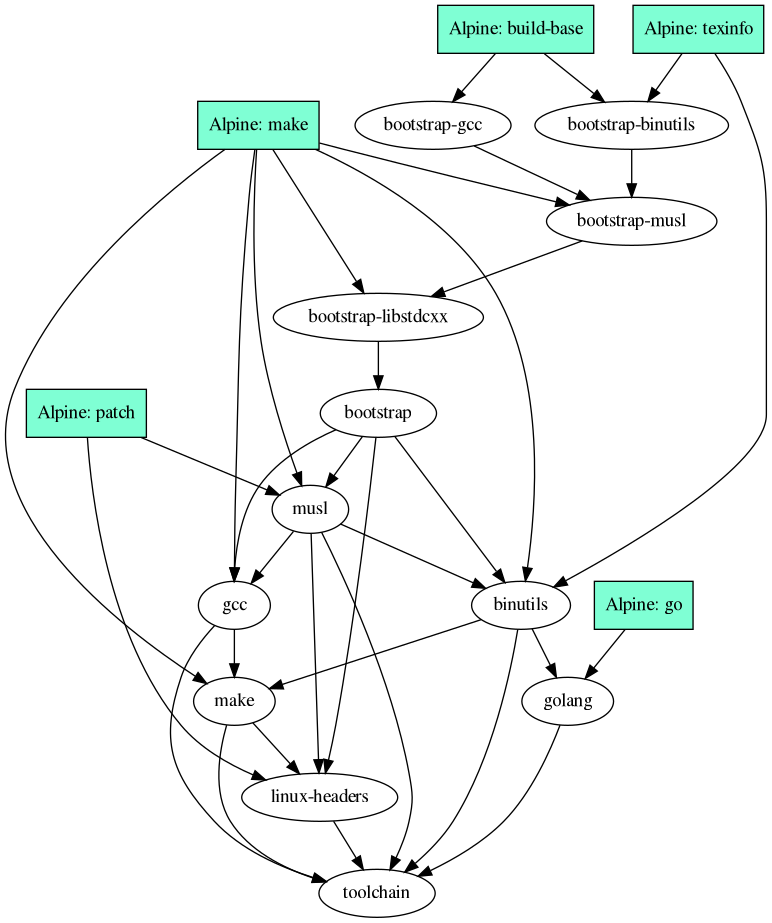 Alpine: build-base
Alpine: texinfo
Alpine: make
bootstrap-gcc
bootstrap-binutils
bootstrap-musl
bootstrap-libstdcxx
Alpine: patch
bootstrap
musl
gcc
binutils
Alpine: go
make
golang
linux-headers
toolchain